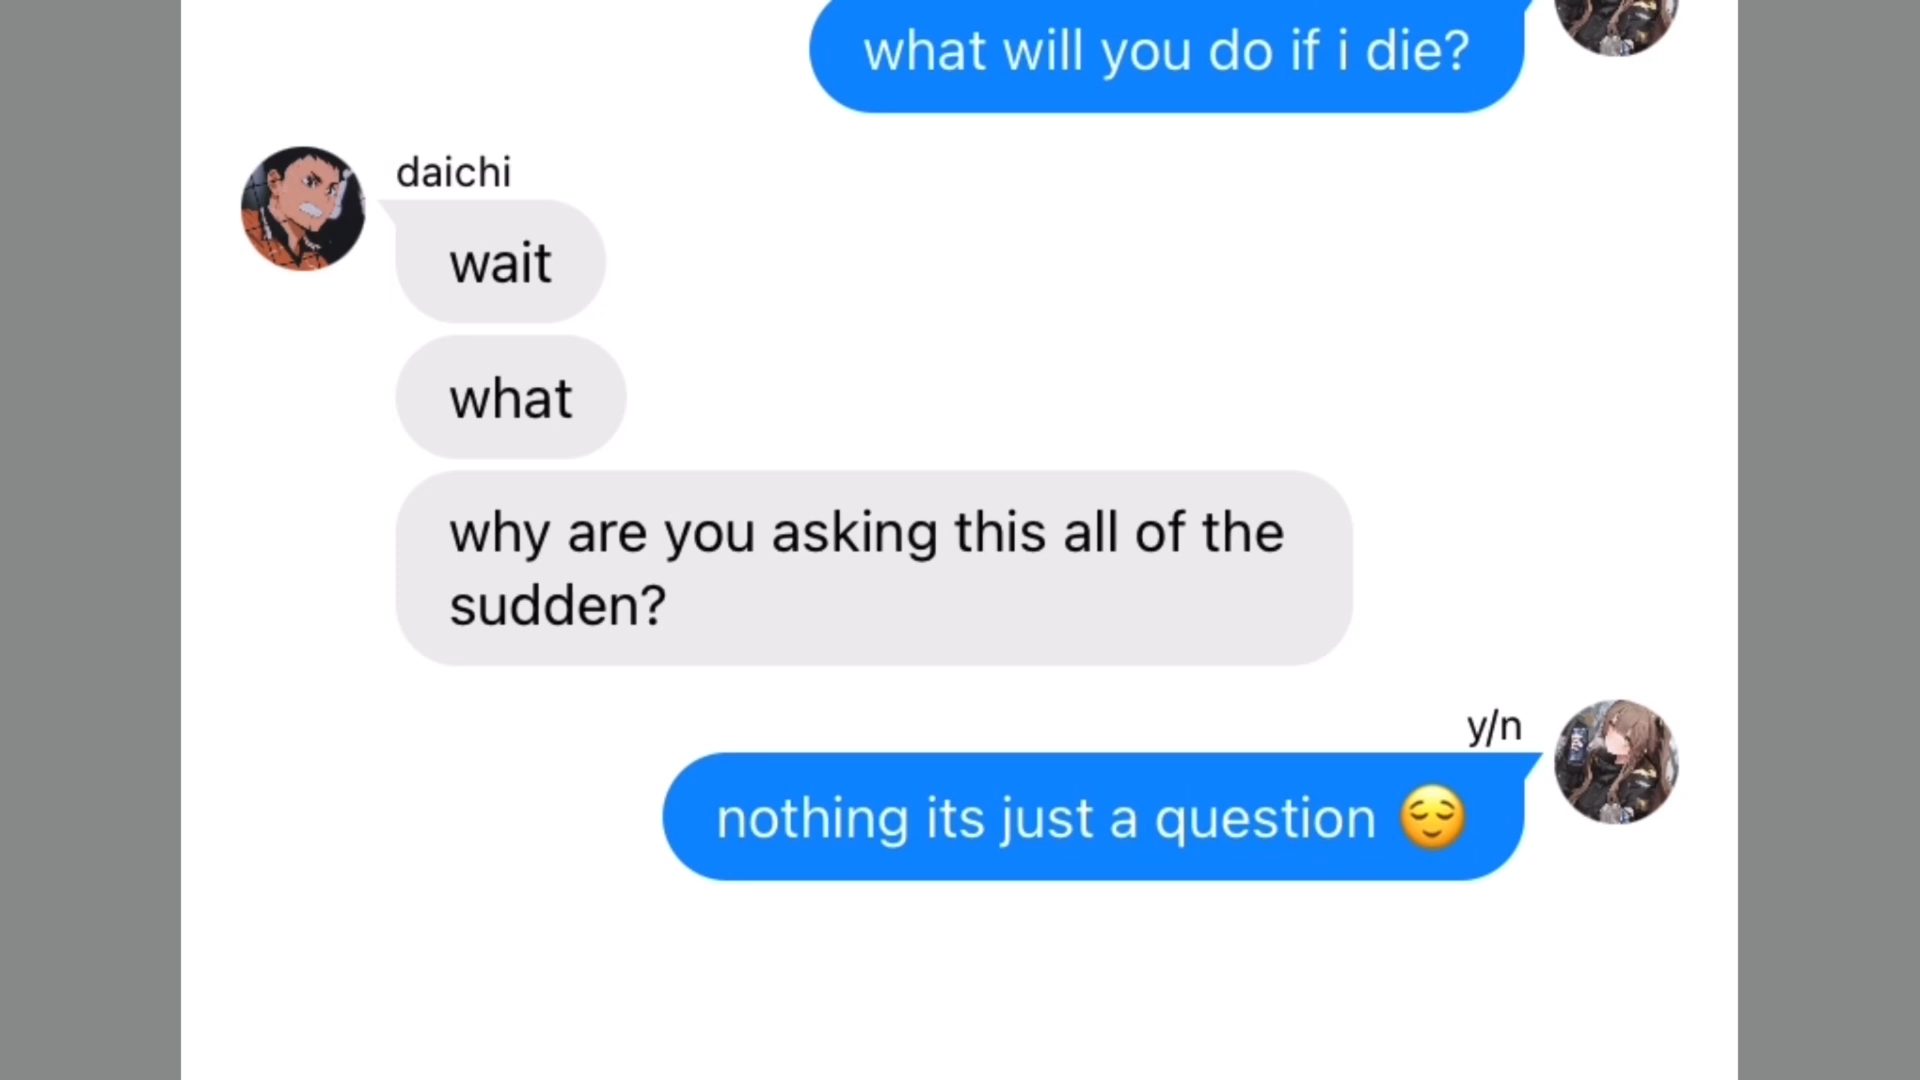 what will you do if i die?
daichi
wait
what
why are you asking this all of the
sudden?
y/n
nothing its just a question 😌